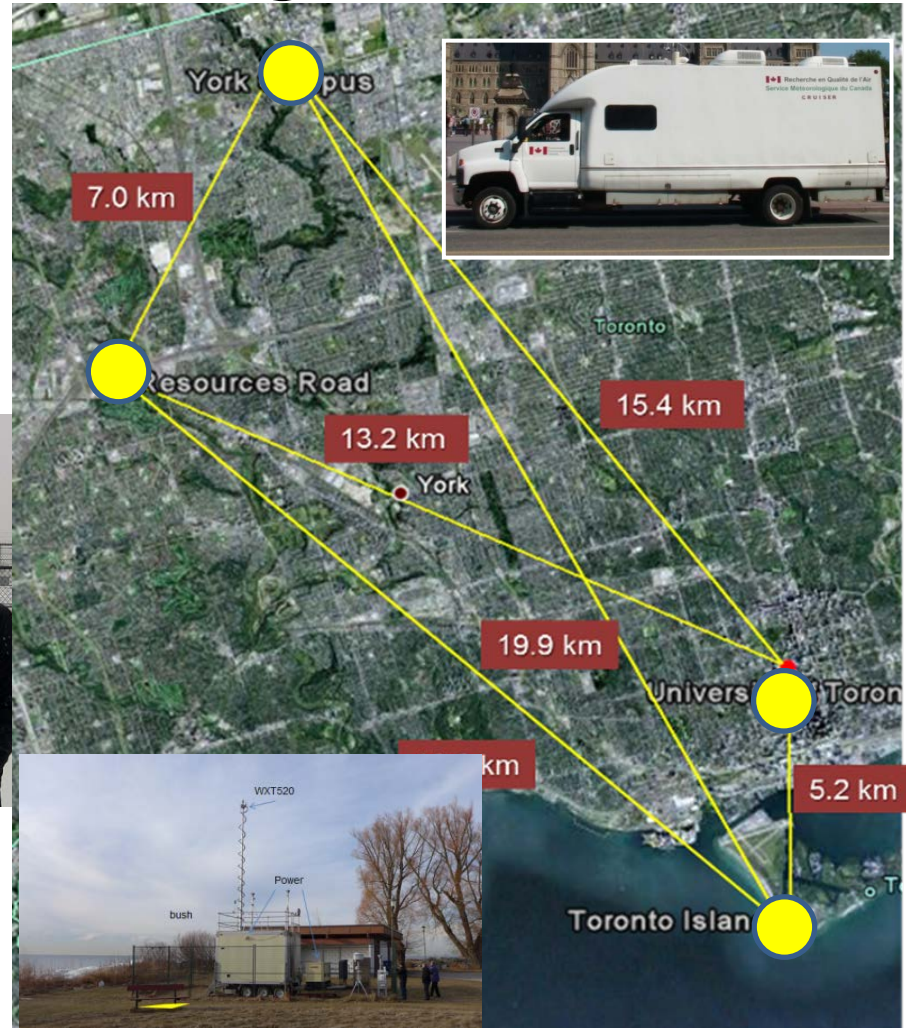 York pus
Recherche en Qualité de l'Air
Service Météorologique du Canada
CRUISER
7.0 km
Toronto
Resources Road
15.4 km
13.2 km
York
19.9 km
Univers Toron
km
5.2 km
WXT520
Power
bush
Toronto Islan